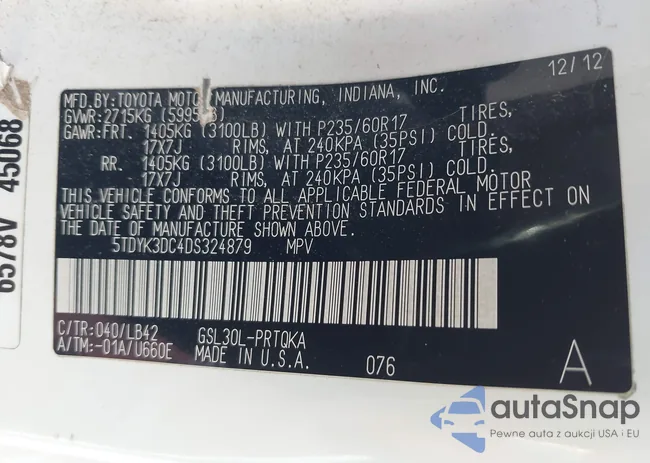 12/12
MFD.BY: TOYOTA MOTOR MANUFACTURING, INDIANA, INC.
GVWR: 2715KG (5995
GAWR: FRT. 1405KG (3100LB) WITH P235/60R17 TIRES,
17X7J RIMS, AT 240KPA (35PSI) COLD.
RR. 1405KG (3100LB) WITH P235/60R17 TIRES,
17X7J RIMS, AT 240KPA (35PSI) COLD.
THIS VEHICLE CONFORMS TO ALL APPLICABLE FEDERAL MOTOR
VEHICLE SAFETY AND THEFT PREVENTION STANDARDS IN EFFECT ON
THE DATE OF MANUFACTURE SHOWN ABOVE.
5TDYK3DC4DS324879 MPV
C/TR: 040/LB42 GSL30L-PRTQKA
A/TM: -01A/U660E MADE IN U.S.A. 076 A
6578V 45068
autaSnap
Pewne auta z aukcji USA i EU